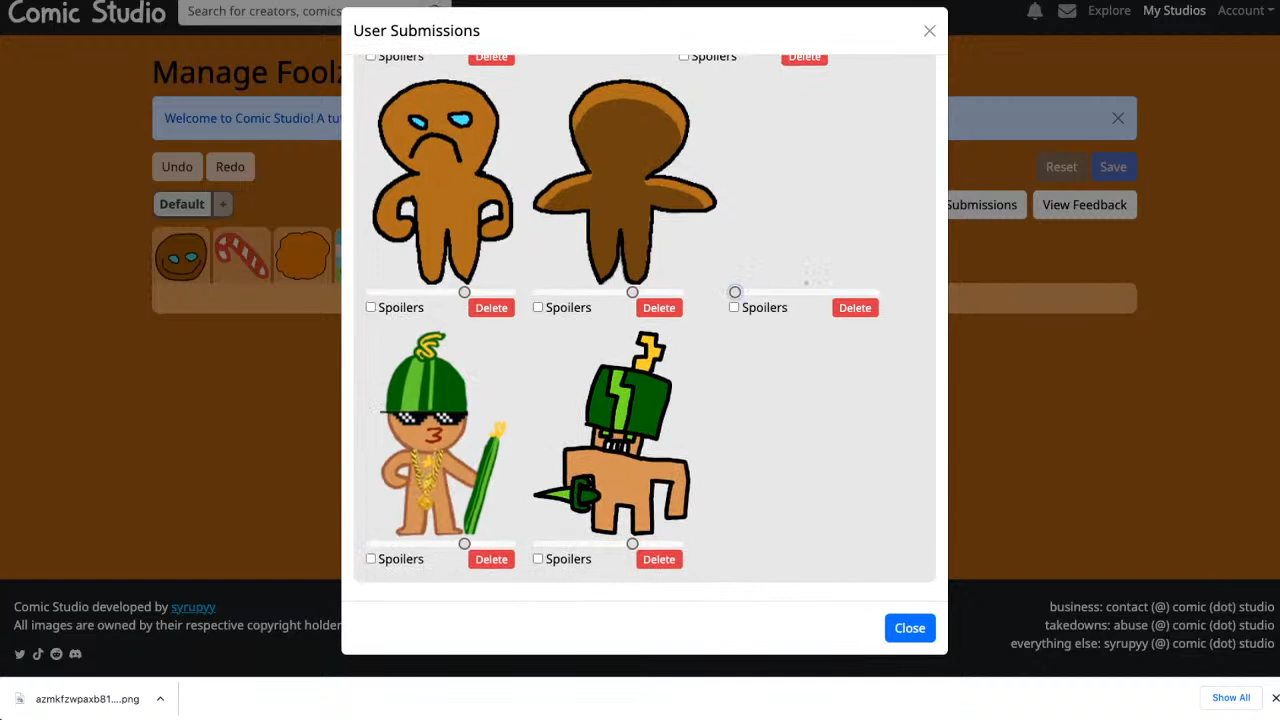 Comic Studio
Search for creators, comics
Explore
My Studios
Account
User Submissions
Manage Foolz
Welcome to Comic Studio! A tu
Undo
Redo
Reset
Save
Default
+
Submissions
View Feedback
Spoilers
Delete
Spoilers
Delete
Spoilers
Delete
Spoilers
Delete
Spoilers
Delete
Spoilers
Delete
Spoilers
Delete
Close
Comic Studio developed by syrupyy
All images are owned by their respective copyright holder
business: contact (@) comic (dot) studio
takedowns: abuse (@) comic (dot) studio
everything else: syrupyy (@) comic (dot) studio
azmkfzwpaxb81....png
Show All